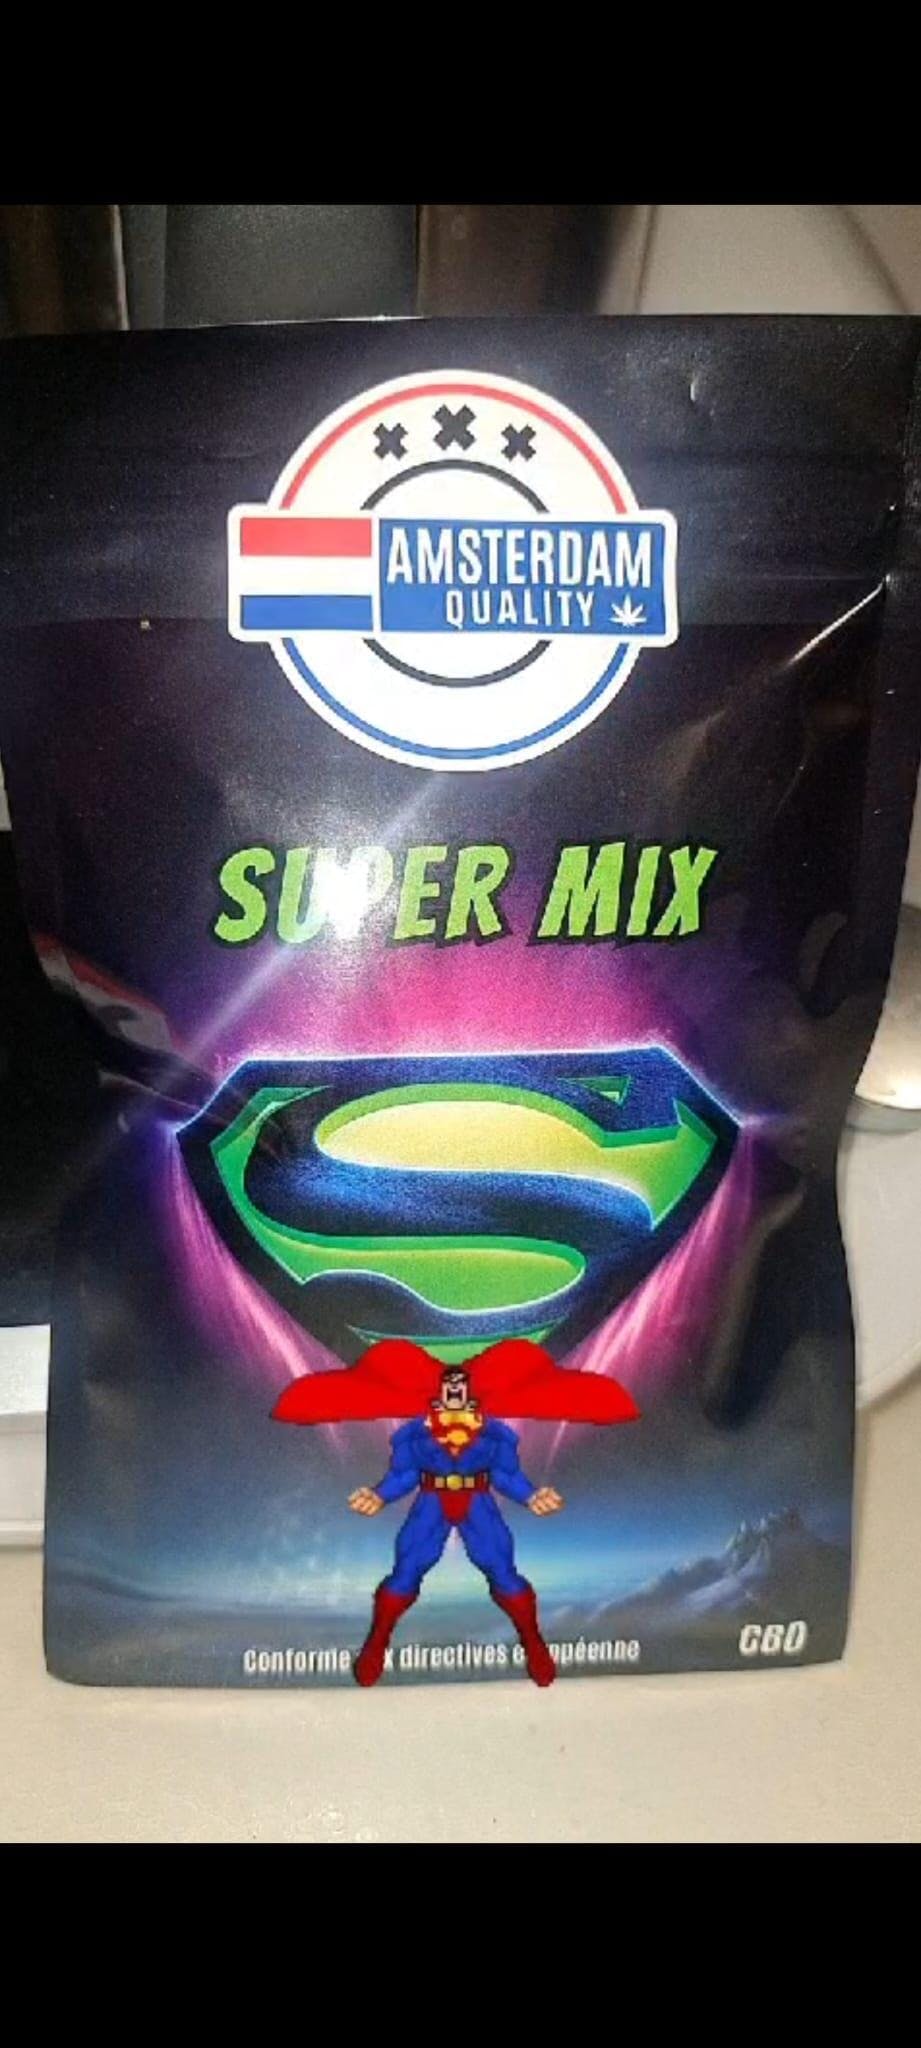 AMSTERDAM
QUALITY
SUPER MIX
Conforme directives
CBD